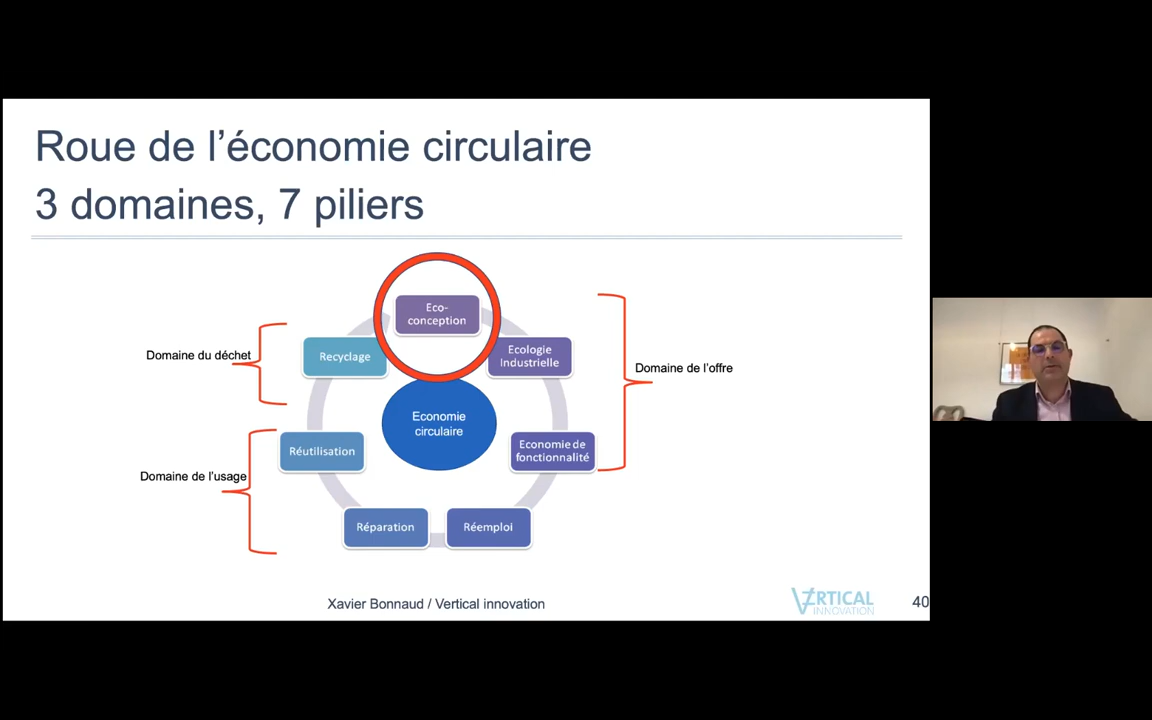 Roue de l’économie circulaire
3 domaines, 7 piliers
Eco-
conception
Recyclage
Ecologie
Industrielle
Domaine du déchet
Domaine de l’offre
Economie
circulaire
Réutilisation
Economie de
fonctionnalité
Domaine de l’usage
Réparation
Réemploi
Xavier Bonnaud / Vertical innovation
VERTICAL
INNOVATION
40